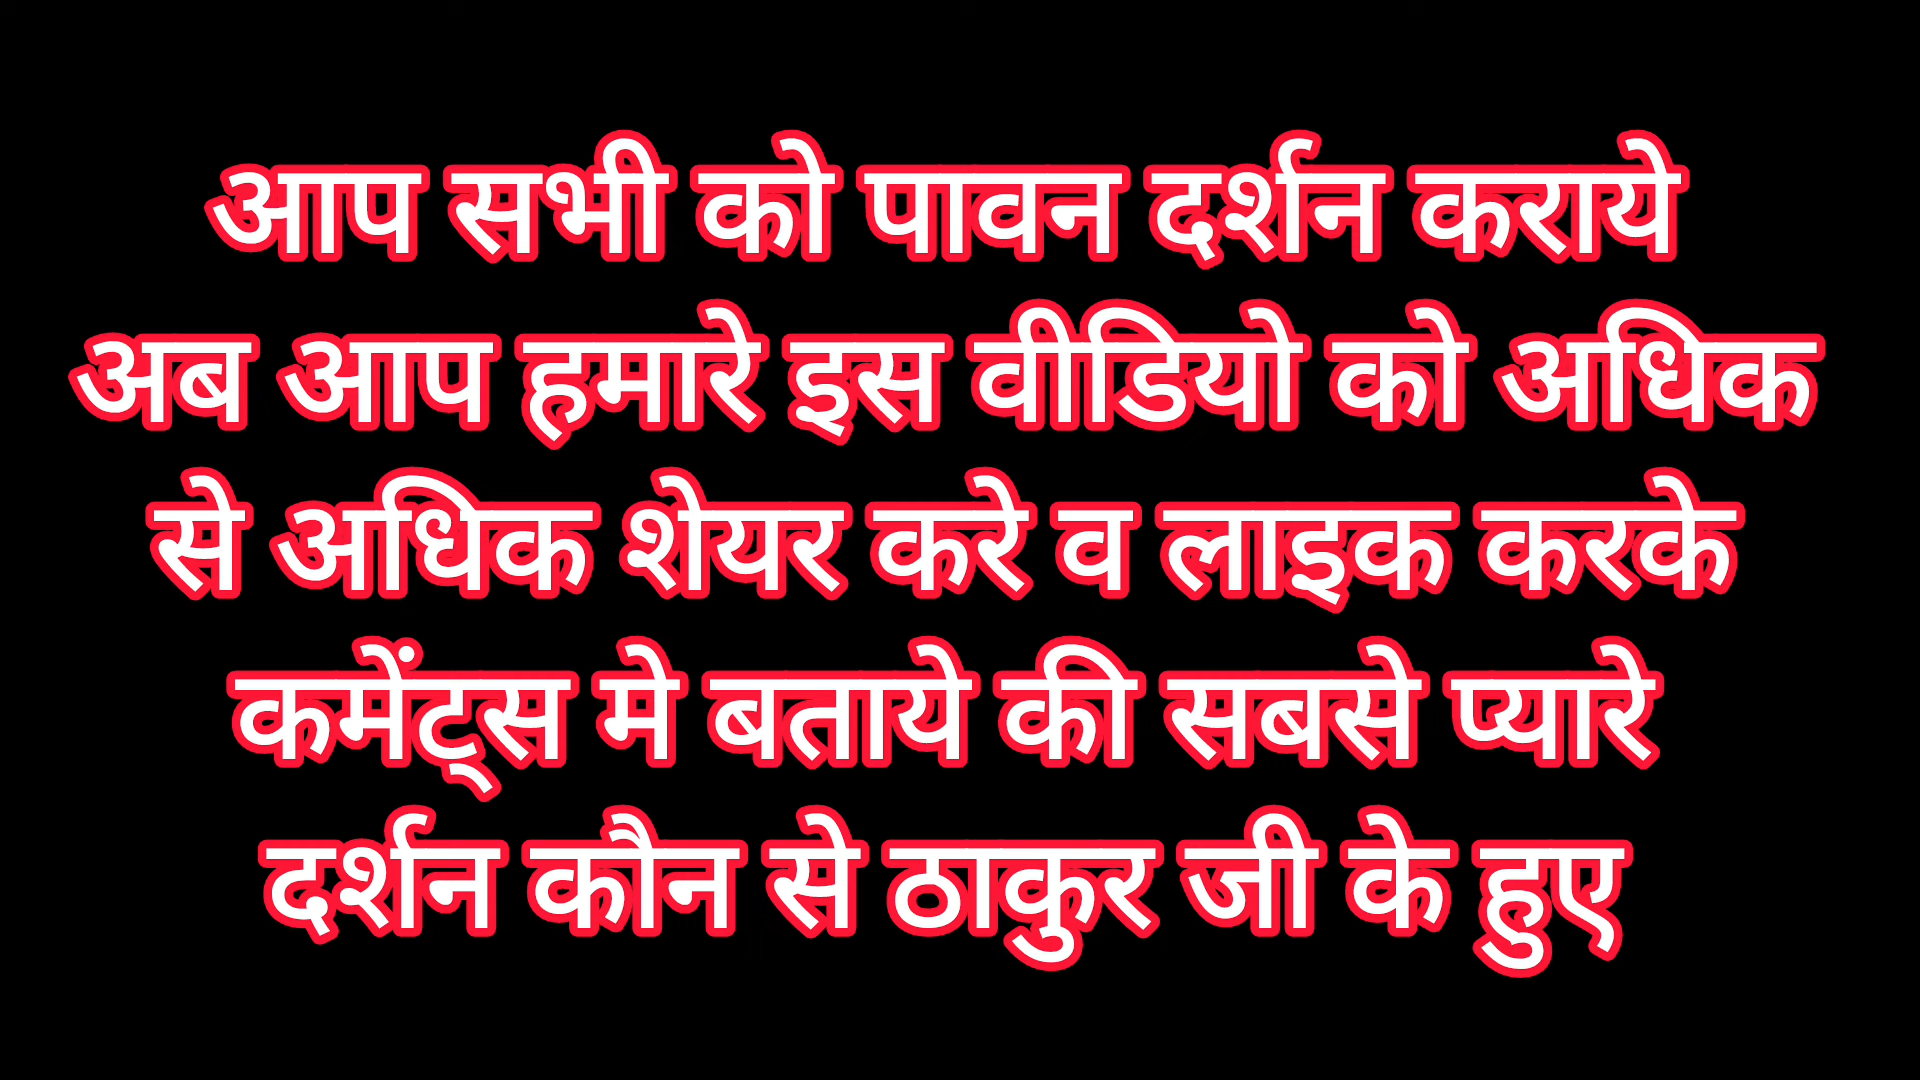 आप सभी को पावन दर्शन कराये
अब आप हमारे इस वीडियो को अधिक
से अधिक शेयर करे व लाइक करके
कमेंट्स मे बताये की सबसे प्यारे
दर्शन कौन से ठाकुर जी के हुए